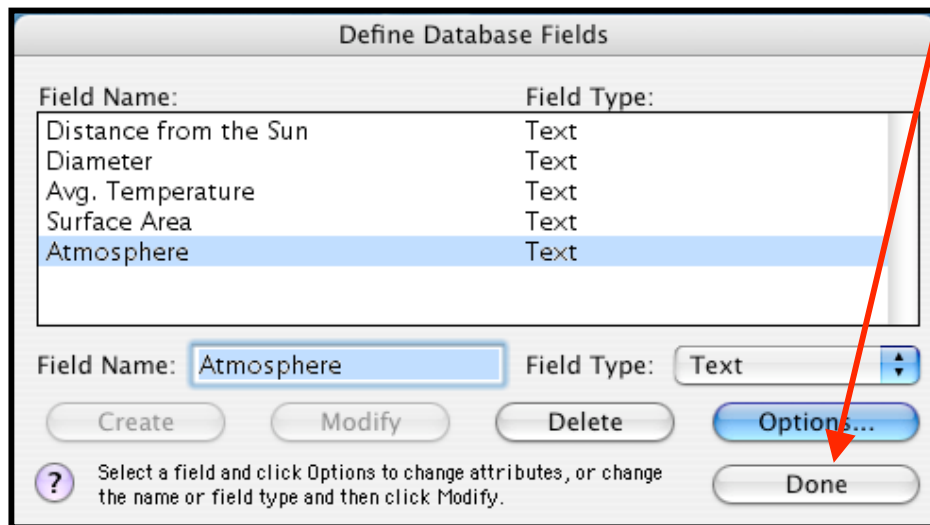 Define Database Fields
Field Name: Field Type:
Distance from the Sun Text
Diameter Text
Avg. Temperature Text
Surface Area Text
Atmosphere Text
Field Name: Atmosphere Field Type: Text
Create Modify Delete Options...
? Select a field and click Options to change attributes, or change
the name or field type and then click Modify.
Done